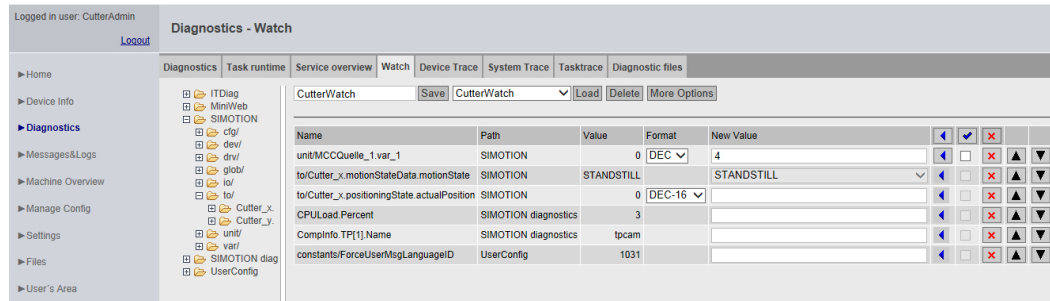 Logged in user: CutterAdmin
Logout
Diagnostics - Watch
►Home
►Device Info
►Diagnostics
►Messages&Logs
►Machine Overview
►Manage Config
►Settings
►Files
►User´s Area
Diagnostics Task runtime Service overview Watch Device Trace System Trace Tasktrace Diagnostic files
ITDiag
MiniWeb
SIMOTION
cfg/
dev/
drv/
glob/
io/
to/
Cutter_x.
Cutter_y.
unit/
var/
SIMOTION diag
UserConfig
CutterWatch Save CutterWatch Load Delete More Options
Name Path Value Format New Value
unit/MCCQuelle_1.var_1 SIMOTION 0 DEC 4
to/Cutter_x.motionStateData.motionState SIMOTION STANDSTILL STANDSTILL
to/Cutter_x.positioningState.actualPosition SIMOTION 0 DEC-16
CPULoad.Percent SIMOTION diagnostics 3
CompInfo.TP[1].Name SIMOTION diagnostics tpcam
constants/ForceUserMsgLanguageID UserConfig 1031